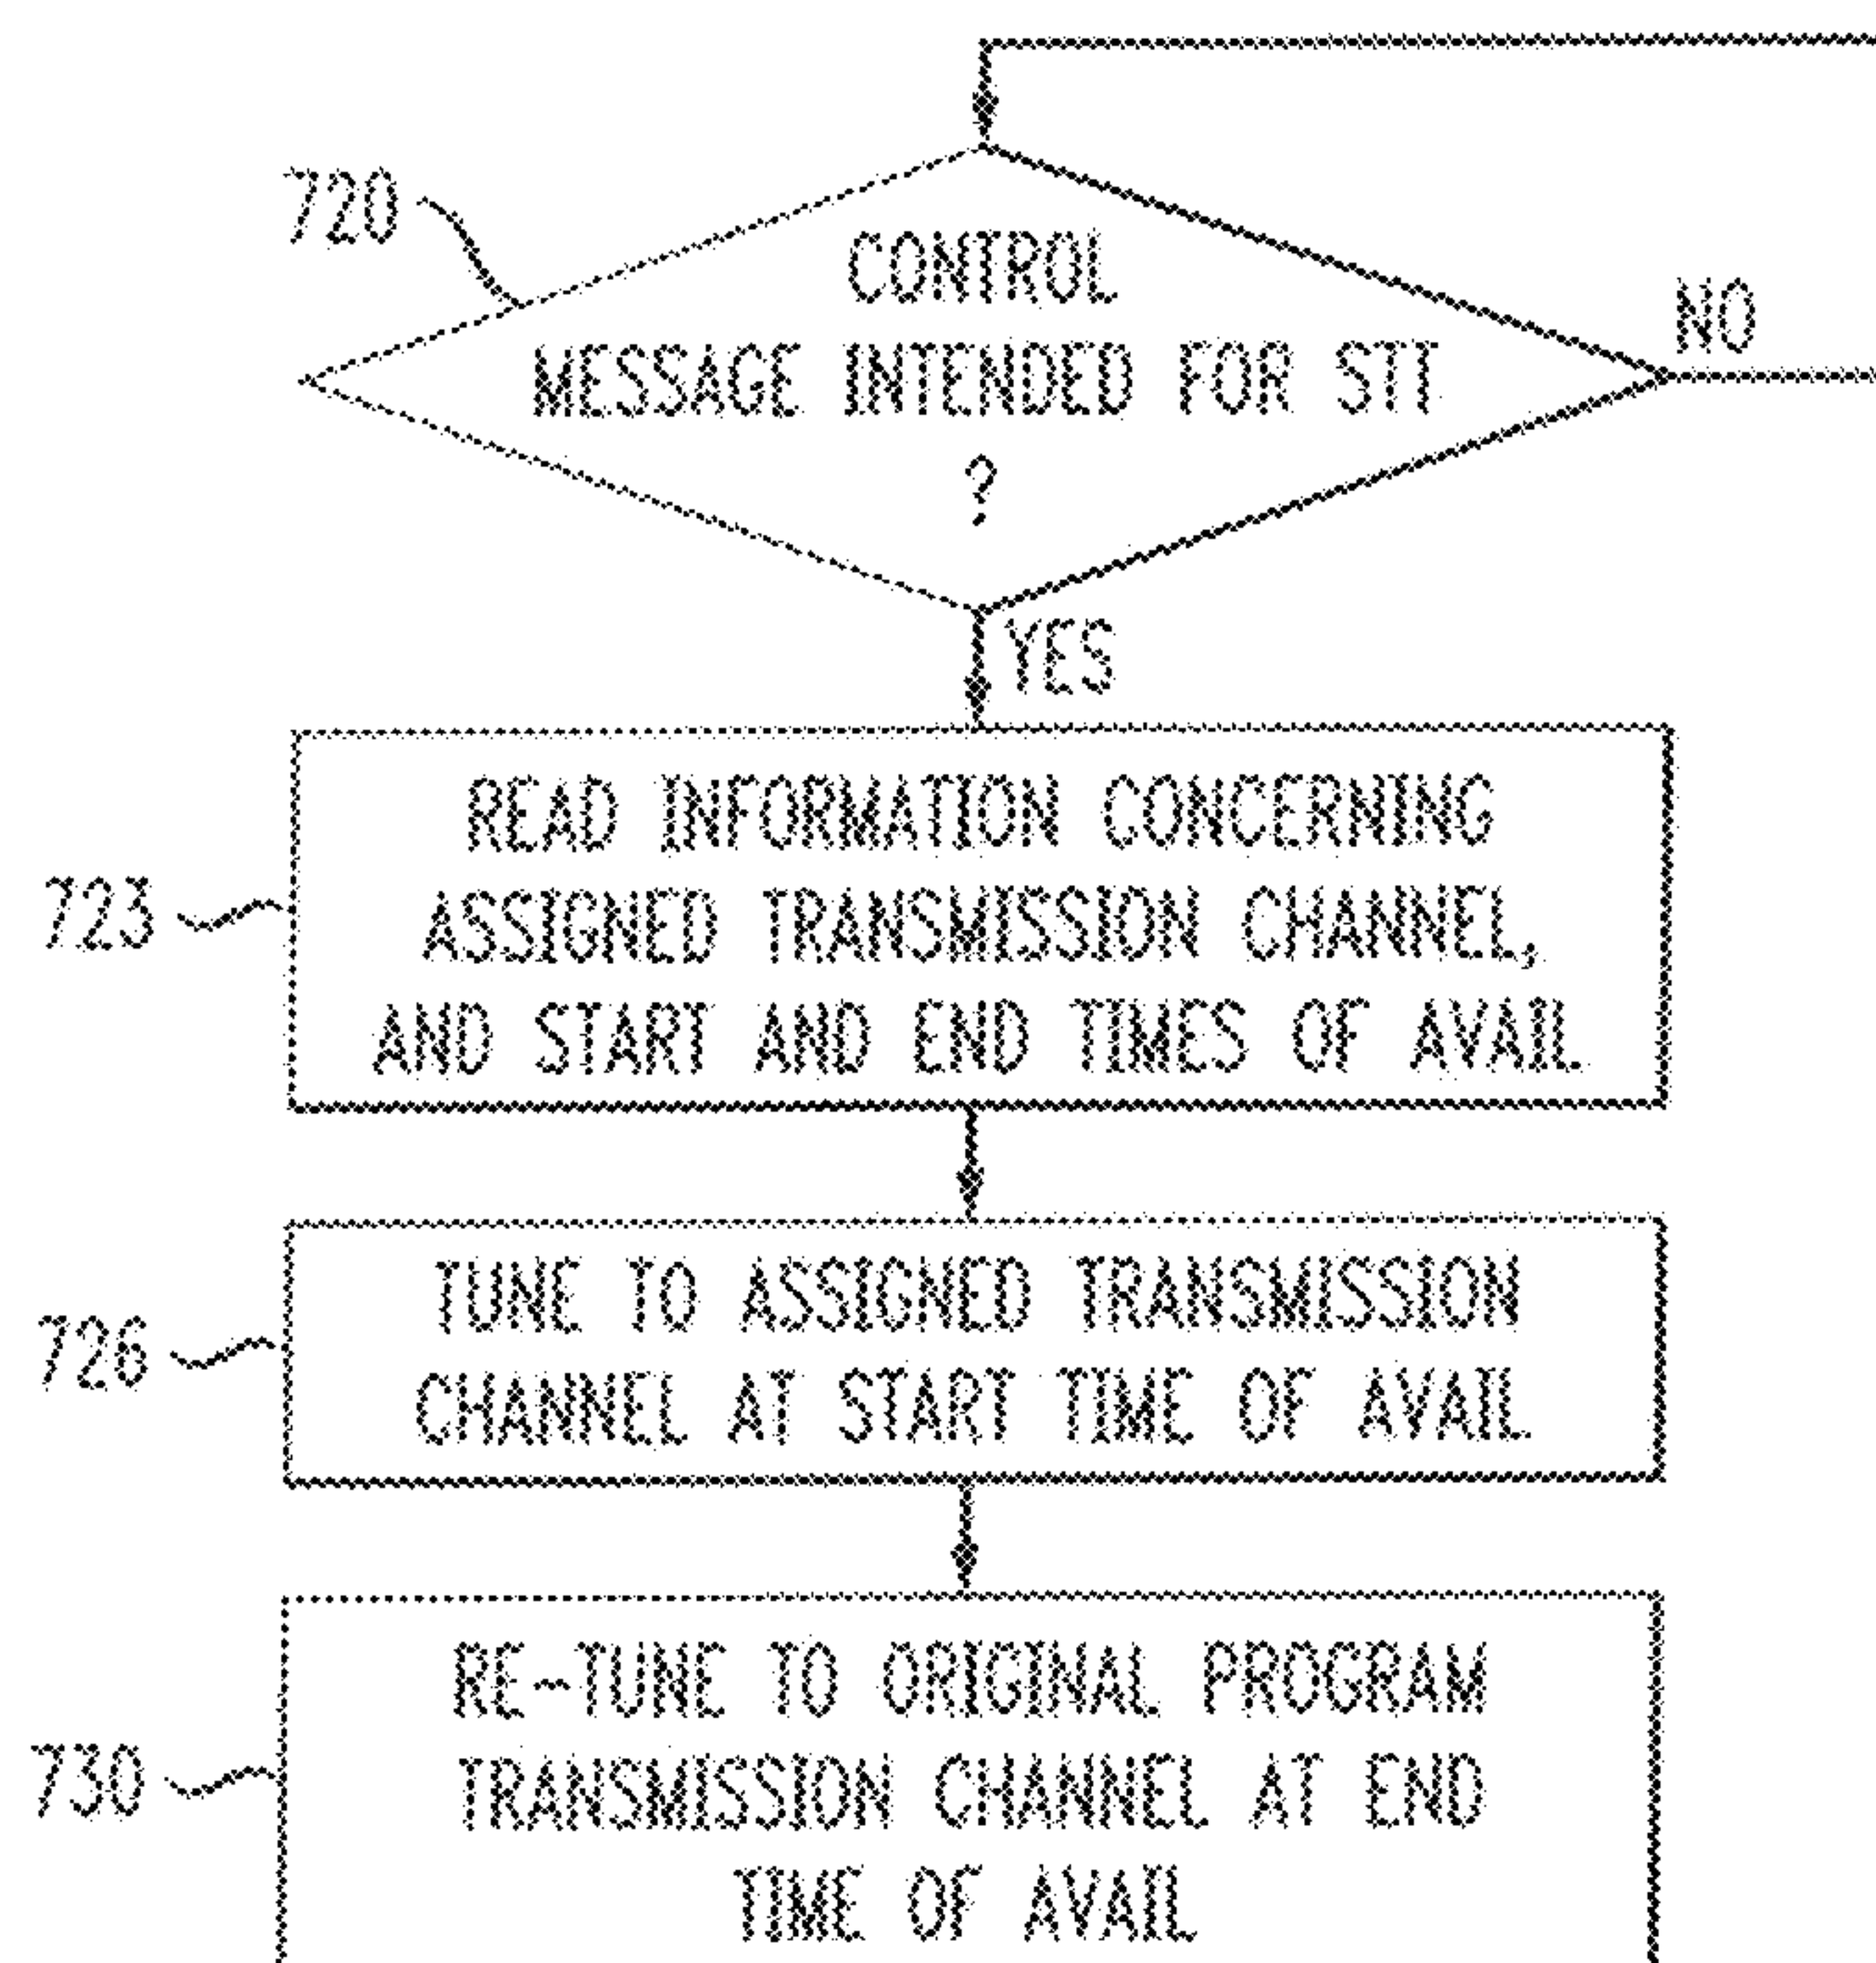 720
CONTROL
MESSAGE INTENDED FOR STT
?
NO
YES
723
READ INFORMATION CONCERNING
ASSIGNED TRANSMISSION CHANNEL,
AND START AND END TIMES OF AVAIL
726
TUNE TO ASSIGNED TRANSMISSION
CHANNEL AT START TIME OF AVAIL
730
RE-TUNE TO ORIGINAL PROGRAM
TRANSMISSION CHANNEL AT END
TIME OF AVAIL